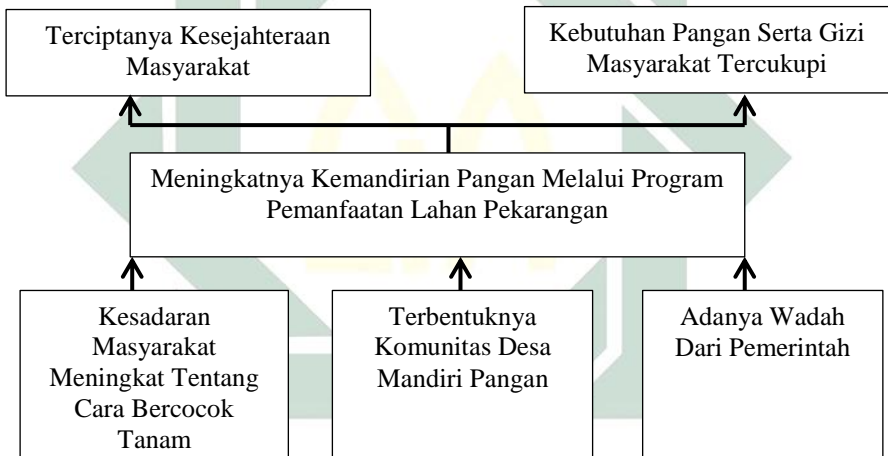 Terciptanya Kesejahteraan
Masyarakat
Kebutuhan Pangan Serta Gizi
Masyarakat Tercukupi
Meningkatnya Kemandirian Pangan Melalui Program
Pemanfaatan Lahan Pekarangan
Kesadaran
Masyarakat
Meningkat Tentang
Cara Bercocok
Tanam
Terbentuknya
Komunitas Desa
Mandiri Pangan
Adanya Wadah
Dari Pemerintah